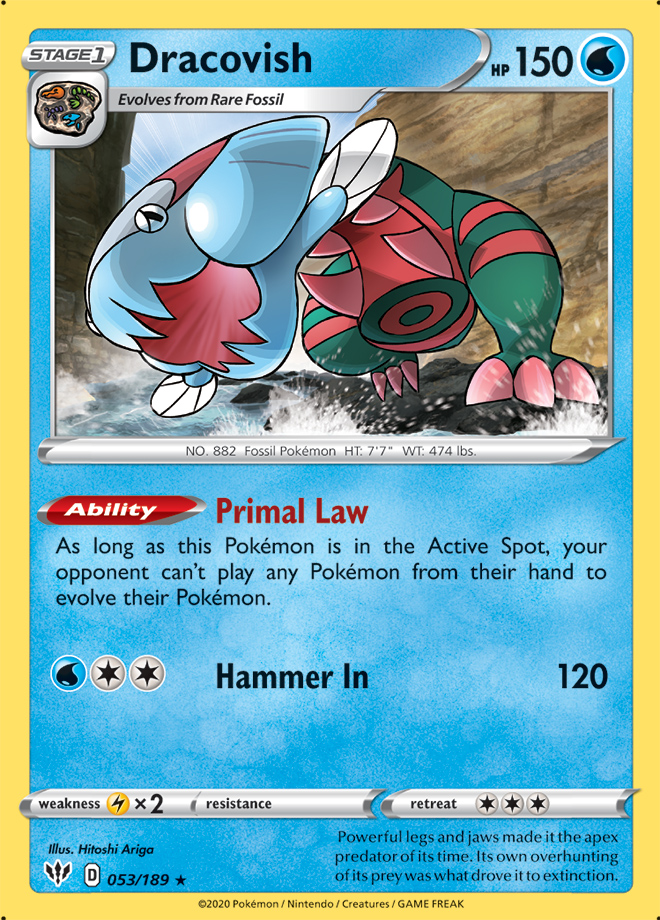 STAGE1
Dracovish
HP 150
Evolves from Rare Fossil
NO. 882 Fossil Pokémon HT: 7'7" WT: 474 lbs.
Ability Primal Law
As long as this Pokémon is in the Active Spot, your
opponent can't play any Pokémon from their hand to
evolve their Pokémon.
Hammer In 120
weakness ×2 resistance retreat
Illus. Hitoshi Ariga
D 053/189 ★
Powerful legs and jaws made it the apex
predator of its time. Its own overhunting
of its prey was what drove it to extinction.
©2020 Pokémon / Nintendo / Creatures / GAME FREAK